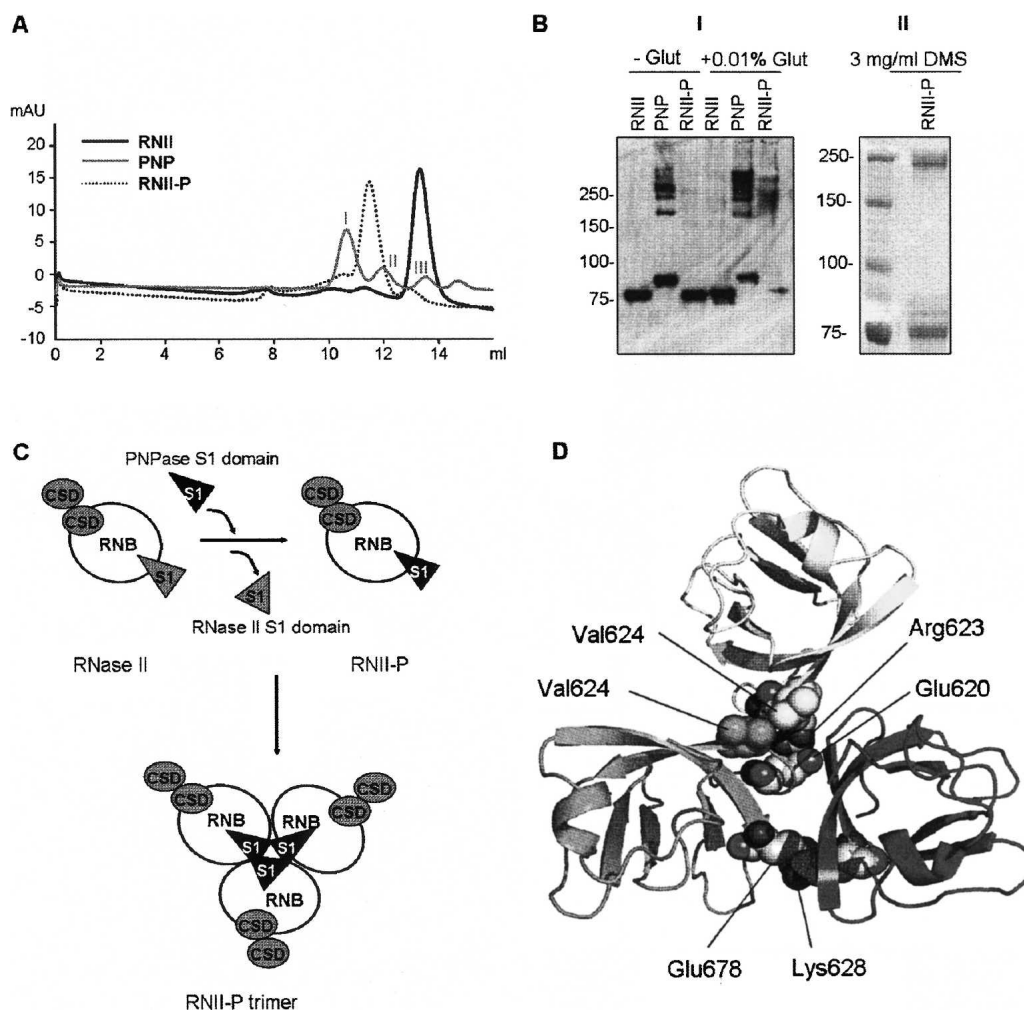 A
mAU
20
15
10
5
0
-5
-10
RNII
PNP
RNII-P
I
II
III
0 2 4 6 8 10 12 14 ml
B
I
II
- Glut +0.01% Glut
3 mg/ml DMS
RNII
PNP
RNII-P
RNII
PNP
RNII-P
RNII-P
250-
150-
100-
75-
250-
150-
100-
75-
C
PNPase S1 domain
S1
CSD
CSD
RNB
S1
CSD
CSD
RNB
S1
S1
RNase II S1 domain
RNase II
RNII-P
CSD
CSD
RNB
S1
RNB
S1
CSD
CSD
S1
RNB
CSD
CSD
RNII-P trimer
D
Val624
Arg623
Val624
Glu620
Glu678
Lys628